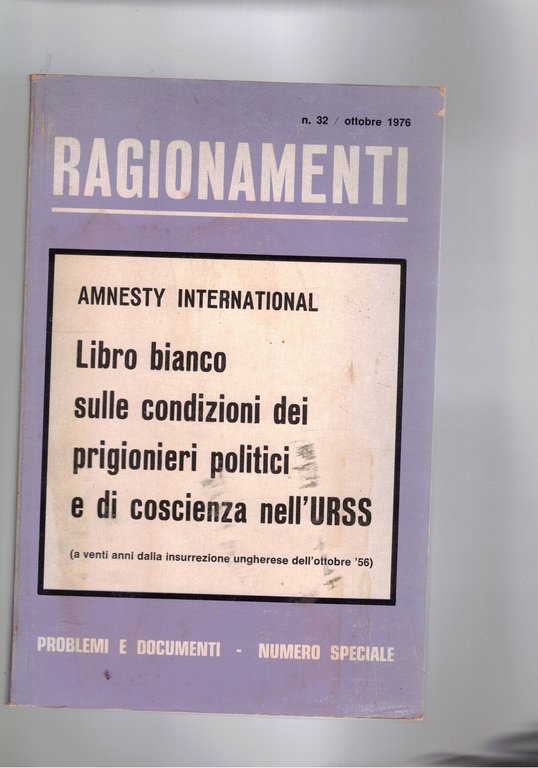 n. 32 / ottobre 1976
RAGIONAMENTI
AMNESTY INTERNATIONAL
Libro bianco
sulle condizioni dei
prigionieri politici
e di coscienza nell'URSS
(a venti anni dalla insurrezione ungherese dell'ottobre '56)
PROBLEMI E DOCUMENTI - NUMERO SPECIALE